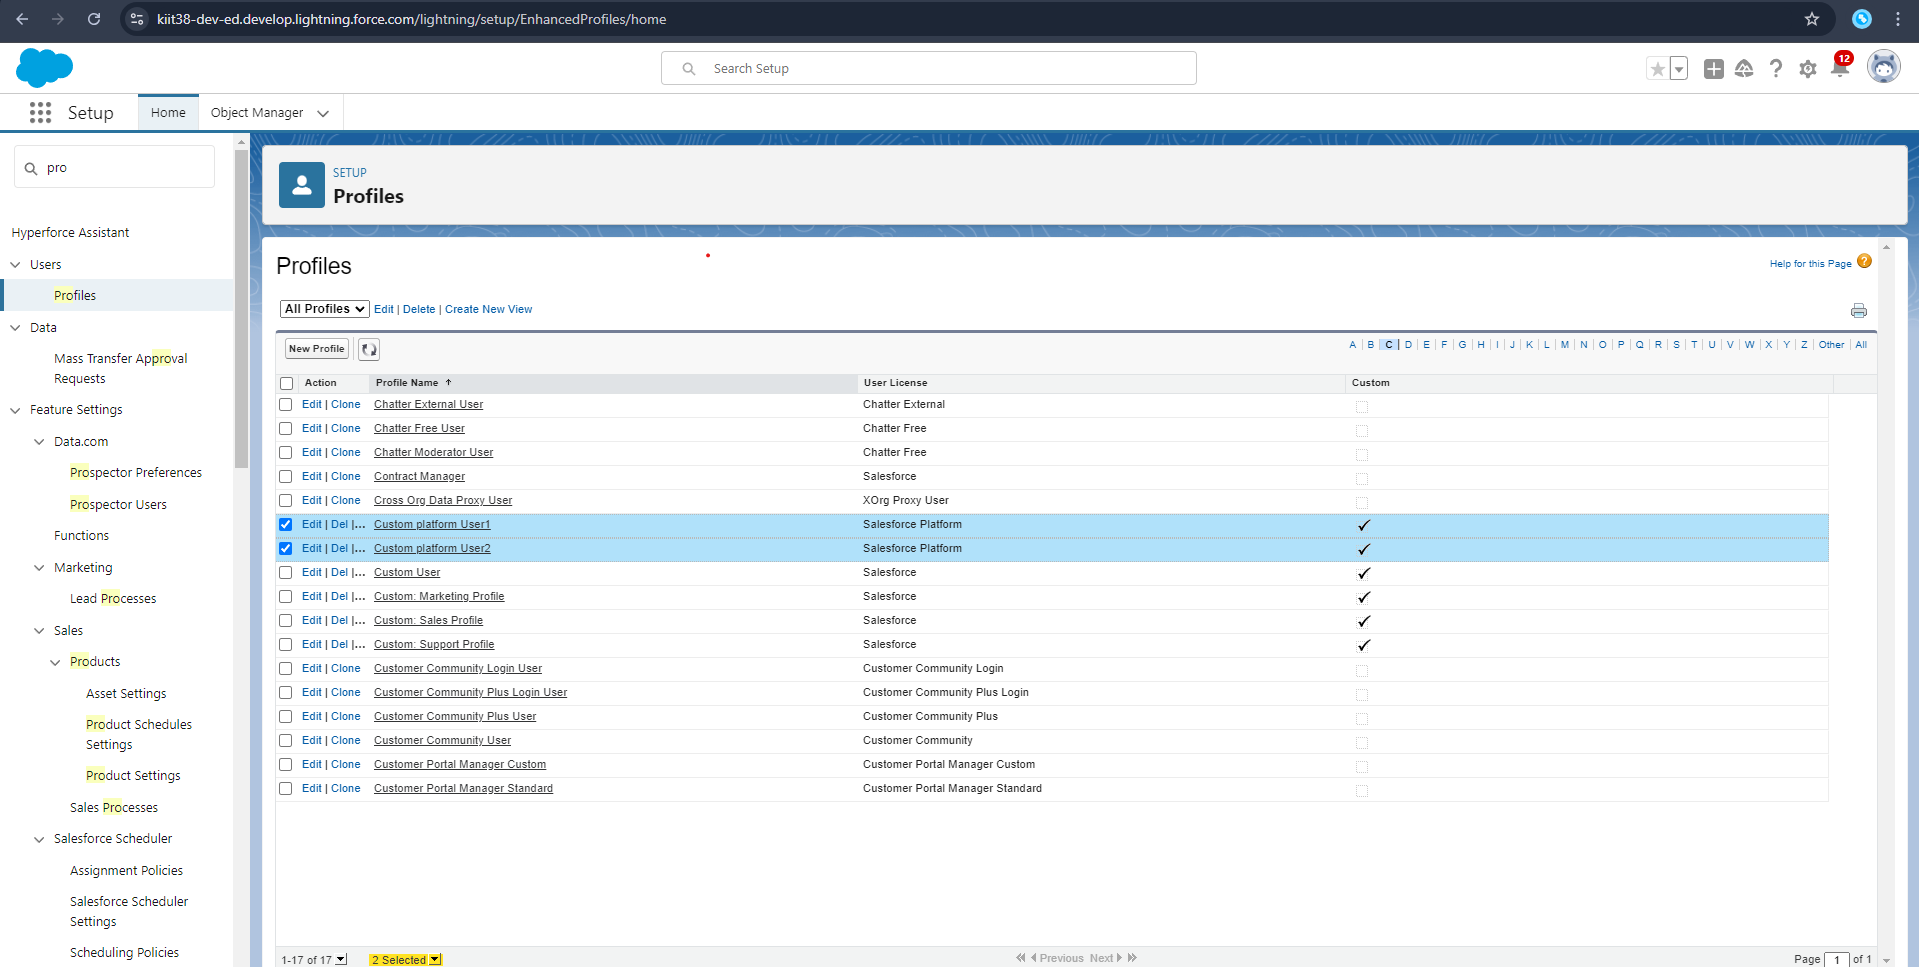 kiit38-dev-ed.develop.lightning.force.com/lightning/setup/EnhancedProfiles/home
Search Setup
12
Setup
Home
Object Manager
pro
Hyperforce Assistant
Users
Profiles
Data
Mass Transfer Approval
Requests
Feature Settings
Data.com
Prospector Preferences
Prospector Users
Functions
Marketing
Lead Processes
Sales
Products
Asset Settings
Product Schedules
Settings
Product Settings
Sales Processes
Salesforce Scheduler
Assignment Policies
Salesforce Scheduler
Settings
Scheduling Policies
SETUP
Profiles
Profiles
Help for this Page ?
All Profiles Edit | Delete | Create New View
New Profile
A | B | C | D | E | F | G | H | I | J | K | L | M | N | O | P | Q | R | S | T | U | V | W | X | Y | Z | Other | All
Action Profile Name ↑ User License Custom
Edit | Clone Chatter External User Chatter External
Edit | Clone Chatter Free User Chatter Free
Edit | Clone Chatter Moderator User Chatter Free
Edit | Clone Contract Manager Salesforce
Edit | Clone Cross Org Data Proxy User XOrg Proxy User
Edit | Del |... Custom platform User1 Salesforce Platform ✓
Edit | Del |... Custom platform User2 Salesforce Platform ✓
Edit | Del |... Custom User Salesforce ✓
Edit | Del |... Custom: Marketing Profile Salesforce ✓
Edit | Del |... Custom: Sales Profile Salesforce ✓
Edit | Del |... Custom: Support Profile Salesforce ✓
Edit | Clone Customer Community Login User Customer Community Login
Edit | Clone Customer Community Plus Login User Customer Community Plus Login
Edit | Clone Customer Community Plus User Customer Community Plus
Edit | Clone Customer Community User Customer Community
Edit | Clone Customer Portal Manager Custom Customer Portal Manager Custom
Edit | Clone Customer Portal Manager Standard Customer Portal Manager Standard
1-17 of 17 2 Selected Previous Next Page 1 of 1